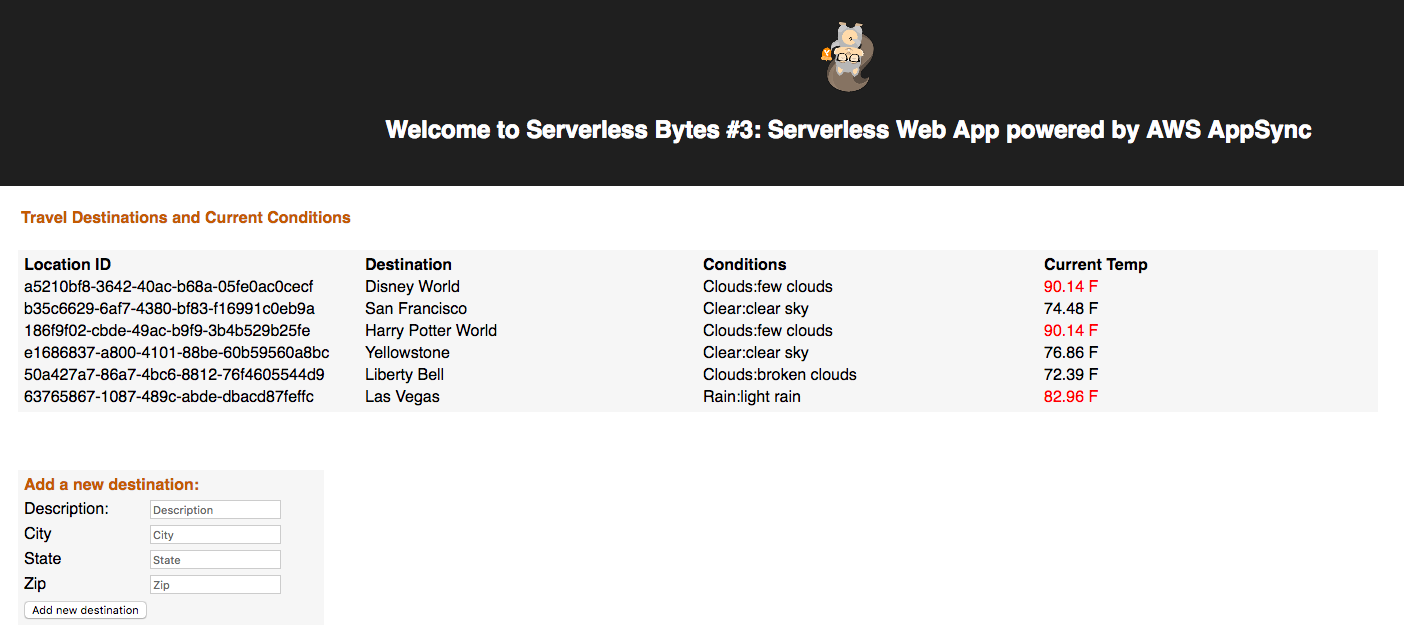 Welcome to Serverless Bytes #3: Serverless Web App powered by AWS AppSync
Travel Destinations and Current Conditions
Location ID Destination Conditions Current Temp
a5210bf8-3642-40ac-b68a-05fe0ac0cecf Disney World Clouds:few clouds 90.14 F
b35c6629-6af7-4380-bf83-f16991c0eb9a San Francisco Clear:clear sky 74.48 F
186f9f02-cbde-49ac-b9f9-3b4b529b25fe Harry Potter World Clouds:few clouds 90.14 F
e1686837-a800-4101-88be-60b59560a8bc Yellowstone Clear:clear sky 76.86 F
50a427a7-86a7-4bc6-8812-76f4605544d9 Liberty Bell Clouds:broken clouds 72.39 F
63765867-1087-489c-abde-dbacd87feffc Las Vegas Rain:light rain 82.96 F
Add a new destination:
Description: Description
City City
State State
Zip Zip
Add new destination